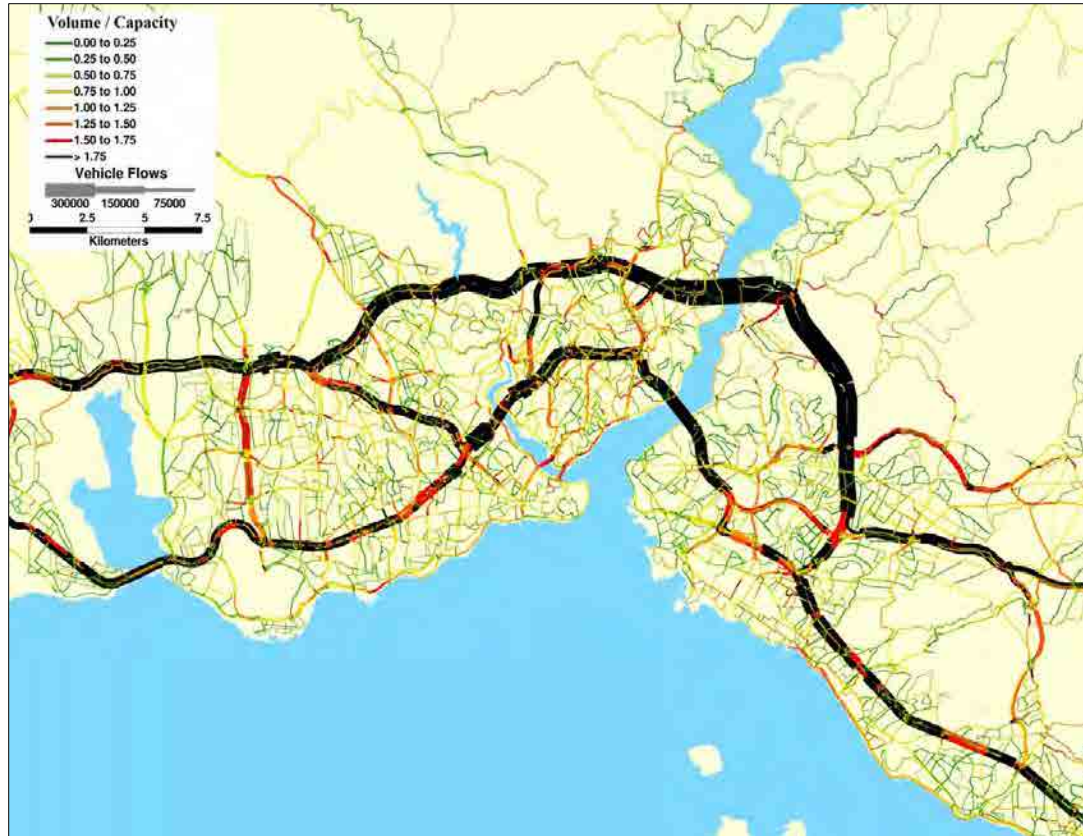 Volume / Capacity
0.00 to 0.25
0.25 to 0.50
0.50 to 0.75
0.75 to 1.00
1.00 to 1.25
1.25 to 1.50
1.50 to 1.75
> 1.75
Vehicle Flows
300000 150000 75000
0 2.5 5 7.5
Kilometers